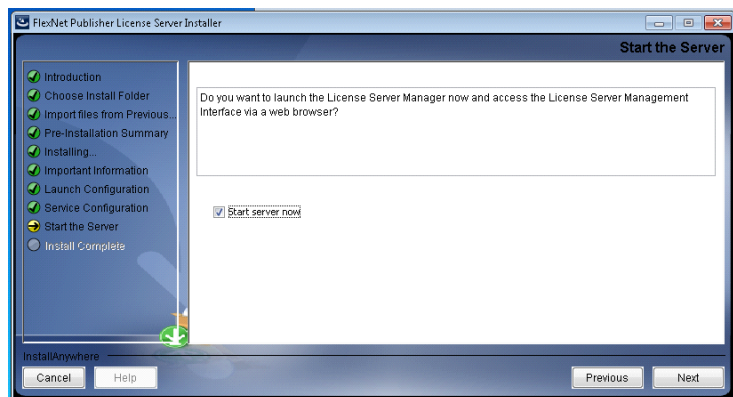 FlexNet Publisher License Server Installer
Start the Server
Introduction
Choose Install Folder
Import files from Previous...
Pre-Installation Summary
Installing...
Important Information
Launch Configuration
Service Configuration
Start the Server
Install Complete
Do you want to launch the License Server Manager now and access the License Server Management
Interface via a web browser?
Start server now
InstallAnywhere
Cancel
Help
Previous
Next